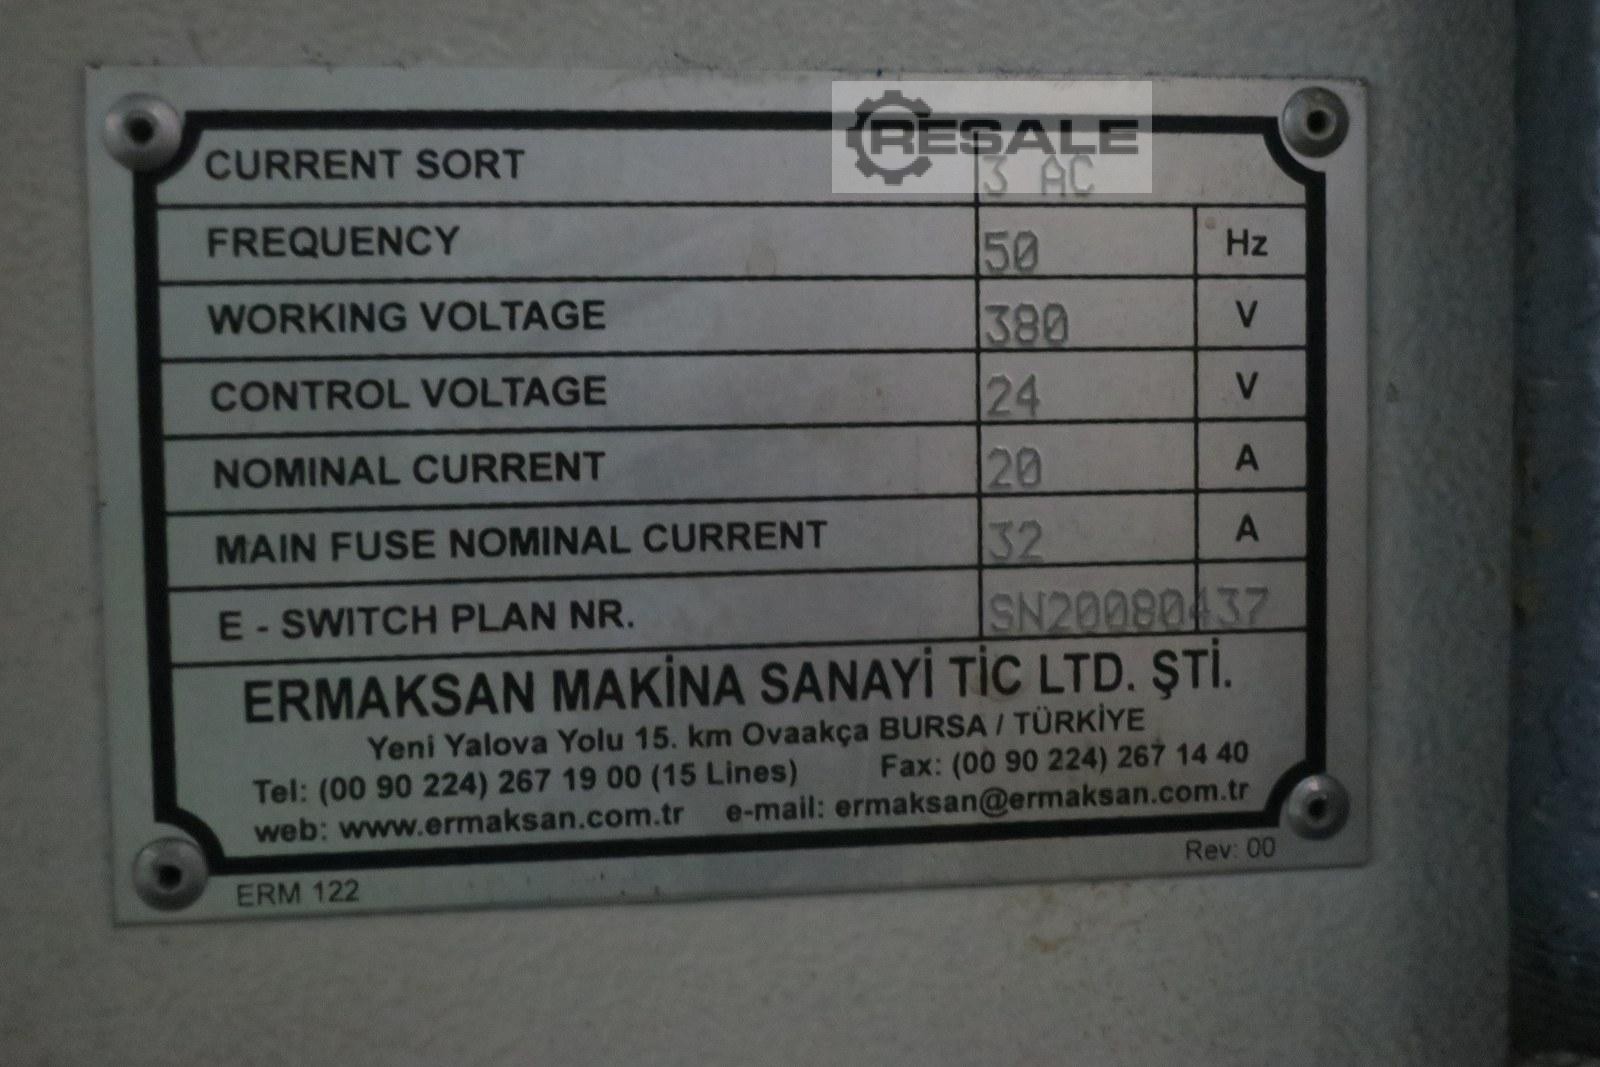 RESALE
CURRENT SORT 3 AC
FREQUENCY 50 Hz
WORKING VOLTAGE 380 V
CONTROL VOLTAGE 24 V
NOMINAL CURRENT 20 A
MAIN FUSE NOMINAL CURRENT 32 A
E - SWITCH PLAN NR. SN20080437
ERMAKSAN MAKİNA SANAYİ TİC LTD. ŞTİ.
Yeni Yalova Yolu 15. km Ovaakça BURSA / TÜRKİYE
Tel: (00 90 224) 267 19 00 (15 Lines) Fax: (00 90 224) 267 14 40
web: www.ermaksan.com.tr e-mail: ermaksan@ermaksan.com.tr
ERM 122 Rev: 00